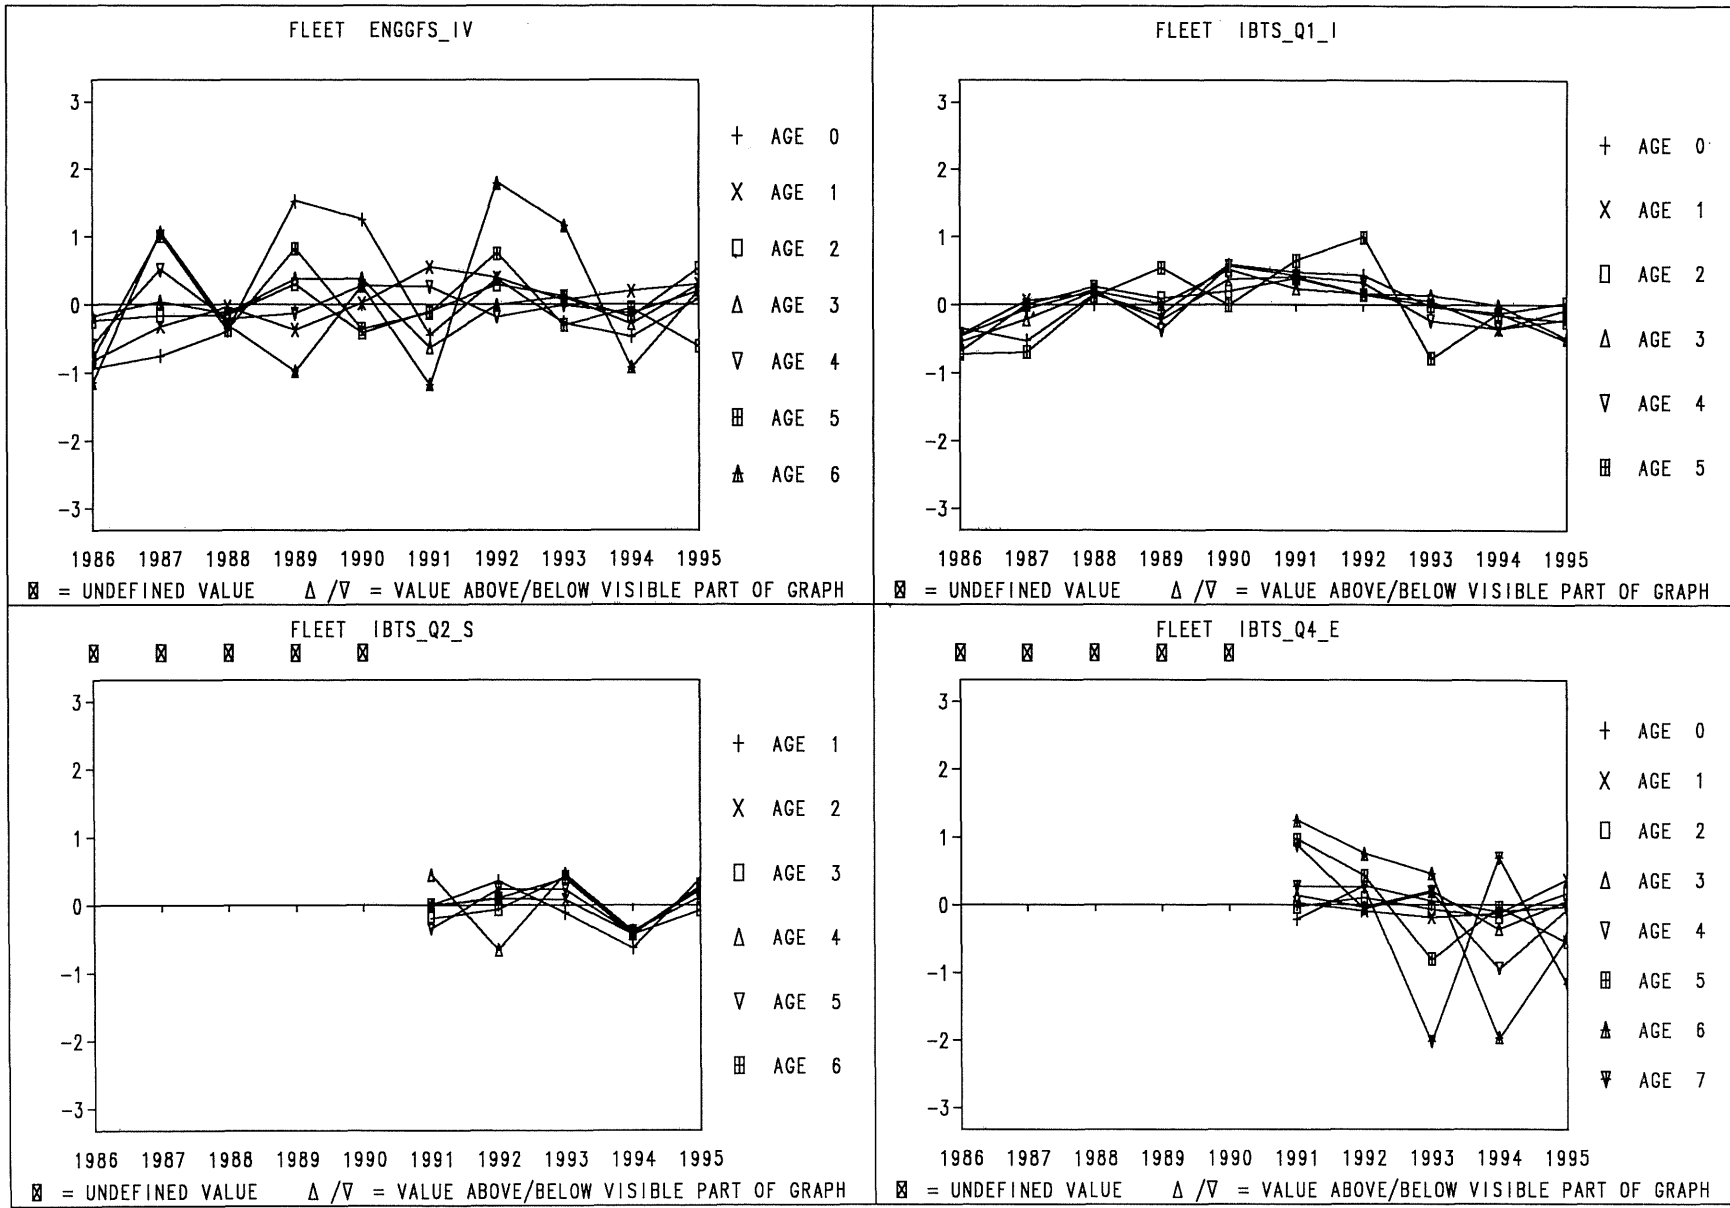 FLEET ENGGFS_IV
3
2
1
0
-1
-2
-3
1986 1987 1988 1989 1990 1991 1992 1993 1994 1995
+ AGE 0
X AGE 1
□ AGE 2
Δ AGE 3
∇ AGE 4
⊞ AGE 5
AGE 6
= UNDEFINED VALUE Δ/∇ = VALUE ABOVE/BELOW VISIBLE PART OF GRAPH
FLEET IBTS_Q1_I
3
2
1
0
-1
-2
-3
1986 1987 1988 1989 1990 1991 1992 1993 1994 1995
+ AGE 0
X AGE 1
□ AGE 2
Δ AGE 3
∇ AGE 4
⊞ AGE 5
= UNDEFINED VALUE Δ/∇ = VALUE ABOVE/BELOW VISIBLE PART OF GRAPH
FLEET IBTS_Q2_S
3
2
1
0
-1
-2
-3
1986 1987 1988 1989 1990 1991 1992 1993 1994 1995
+ AGE 1
X AGE 2
□ AGE 3
Δ AGE 4
∇ AGE 5
⊞ AGE 6
= UNDEFINED VALUE Δ/∇ = VALUE ABOVE/BELOW VISIBLE PART OF GRAPH
FLEET IBTS_Q4_E
3
2
1
0
-1
-2
-3
1986 1987 1988 1989 1990 1991 1992 1993 1994 1995
+ AGE 0
X AGE 1
□ AGE 2
Δ AGE 3
∇ AGE 4
⊞ AGE 5
AGE 6
AGE 7
= UNDEFINED VALUE Δ/∇ = VALUE ABOVE/BELOW VISIBLE PART OF GRAPH